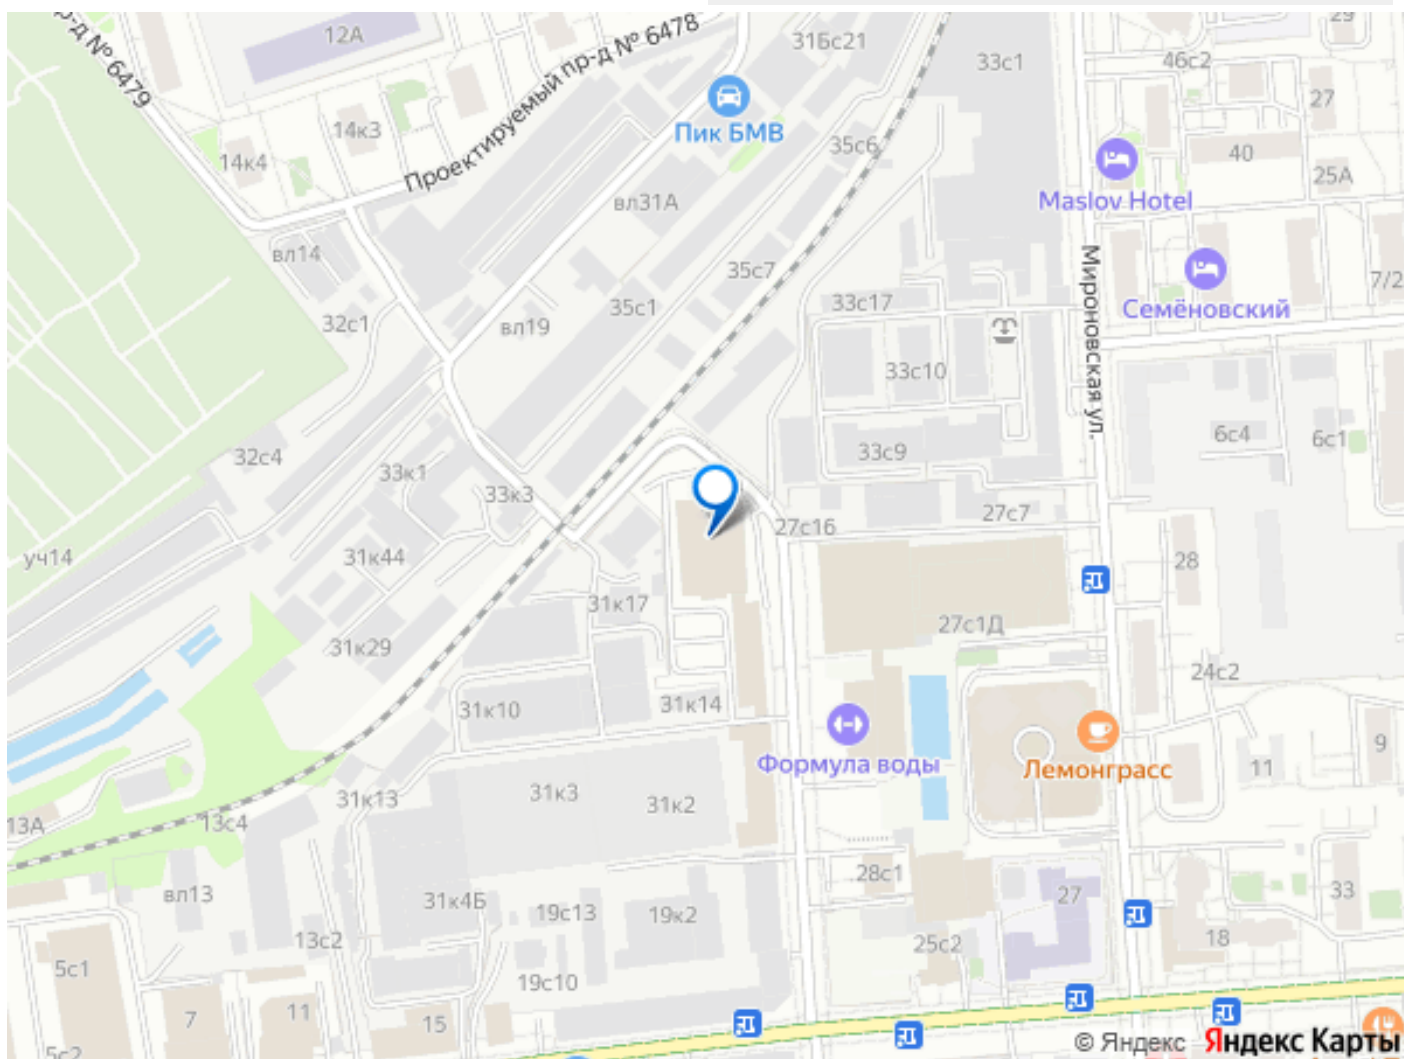 12А
31Бс21
29
33с1
46с2
р-д № 6479
Проектируемый пр-д № 6478
27
Пик БМВ
14к3
35с6
40
14к4
25А
вл31А
Maslov Hotel
вл14
35с7
Мироновская ул.
7/2
35с1
33с17
Семёновский
32с1
вл19
33с10
6с4
6с1
32с4
33с9
33к1
33к3
27с16
27с7
уч14
31к44
28
31к17
27с1Д
31к29
24с2
31к10
31к14
9
Формула воды
Лемонграсс
11
31к13
31к3
31к2
13А
13с4
28с1
вл13
31к4Б
27
33
19с13
19к2
13с2
25с2
18
5с1
19с10
7
11
15
5с2
© Яндекс Яндекс Карты